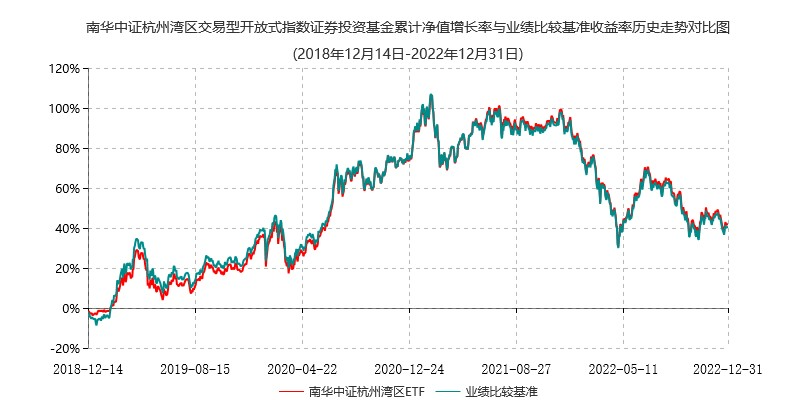 南华中证杭州湾区交易型开放式指数证券投资基金累计净值增长率与业绩比较基准收益率历史走势对比图
(2018年12月14日-2022年12月31日)
120%
100%
80%
60%
40%
20%
0%
-20%
2018-12-14 2019-08-15 2020-04-22 2020-12-24 2021-08-27 2022-05-11 2022-12-31
南华中证杭州湾区ETF 业绩比较基准